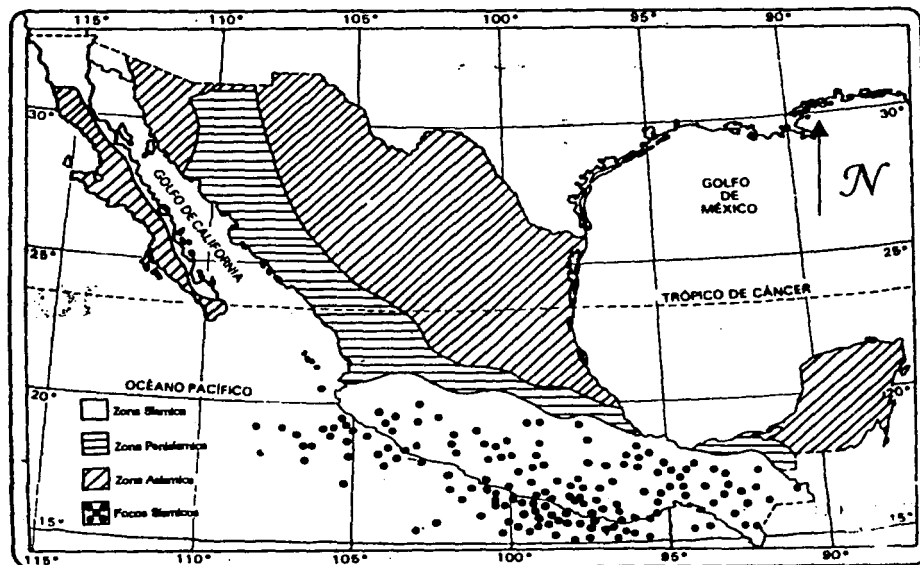 115° 110° 105° 100° 95° 90°
30° 30°
GOLFO DE MÉXICO
N
GOLFO DE CALIFORNIA
25° 25°
TRÓPICO DE CÂNCER
OCÉANO PACÍFICO
20° 20°
Zona Sísmica
Zona Penisísmica
Zona Asísmica
Focos Sísmicos
15° 15°
115° 110° 105° 100° 95° 90°